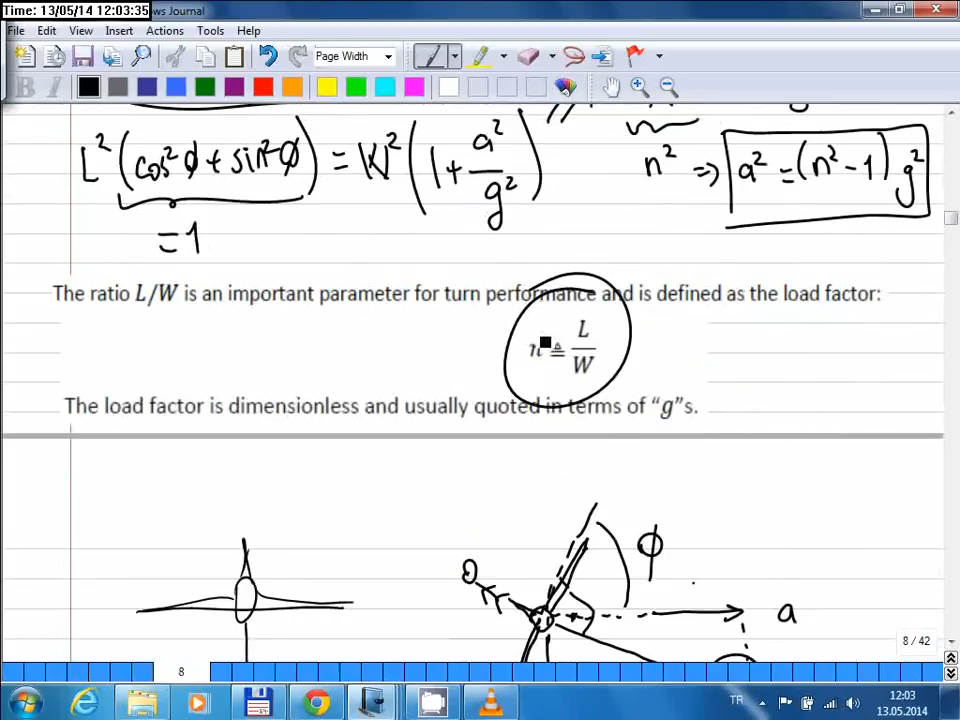 Time: 13/05/14 12:03:35
ows Journal
File Edit View Insert Actions Tools Help
Page Width
B I
L² (cos²ϕ + sin²ϕ) = W² (1 + a²/g²)
n² => a² = (n² - 1) g²
= 1
The ratio L/W is an important parameter for turn performance and is defined as the load factor:
n ≜ L/W
The load factor is dimensionless and usually quoted in terms of “g”s.
ϕ
a
8 / 42
8
TR
12:03
13.05.2014